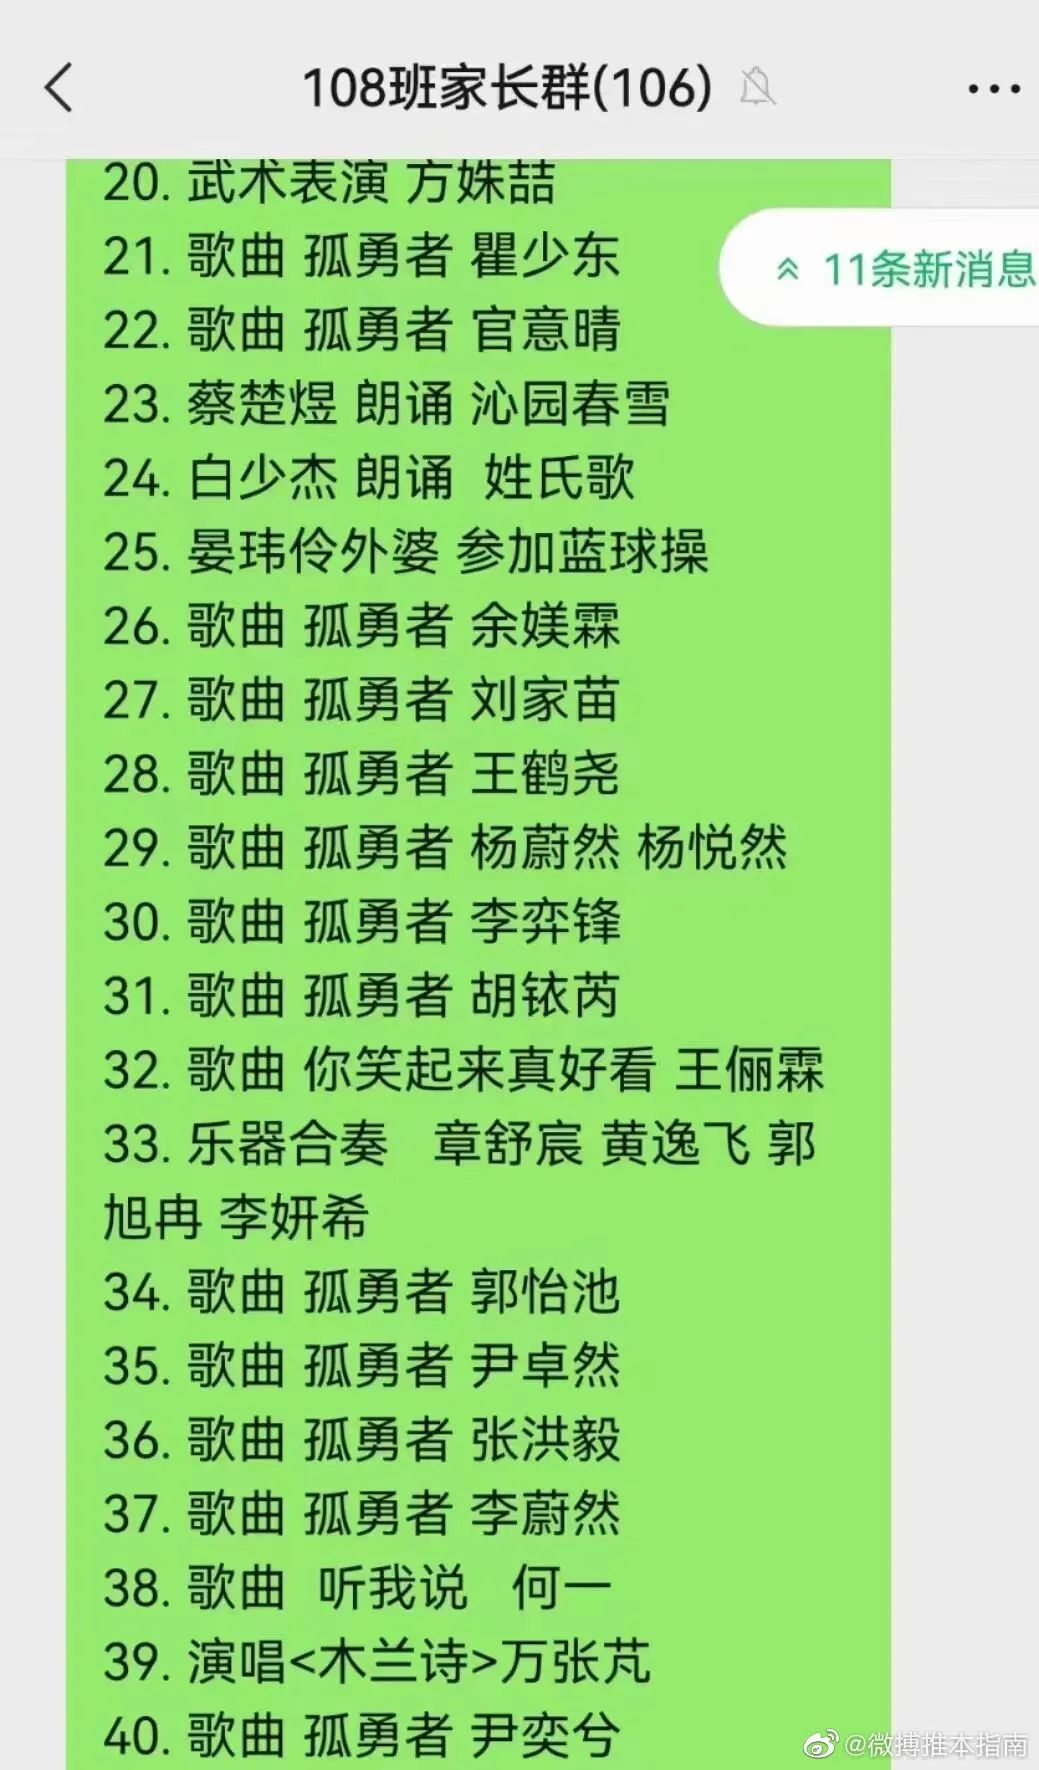 108班家长群(106)
20. 武术表演 方姝喆
11条新消息
21. 歌曲 孤勇者 瞿少东
22. 歌曲 孤勇者 官意晴
23. 蔡楚煜 朗诵 沁园春雪
24. 白少杰 朗诵 姓氏歌
25. 晏玮伶外婆 参加蓝球操
26. 歌曲 孤勇者 余媄霖
27. 歌曲 孤勇者 刘家苗
28. 歌曲 孤勇者 王鹤尧
29. 歌曲 孤勇者 杨蔚然 杨悦然
30. 歌曲 孤勇者 李弈锋
31. 歌曲 孤勇者 胡铱芮
32. 歌曲 你笑起来真好看 王俪霖
33. 乐器合奏 章舒宸 黄逸飞 郭
旭冉 李妍希
34. 歌曲 孤勇者 郭怡池
35. 歌曲 孤勇者 尹卓然
36. 歌曲 孤勇者 张洪毅
37. 歌曲 孤勇者 李蔚然
38. 歌曲 听我说 何一
39. 演唱<木兰诗>万张芃
40. 歌曲 孤勇者 尹奕兮
@微搏推本指南